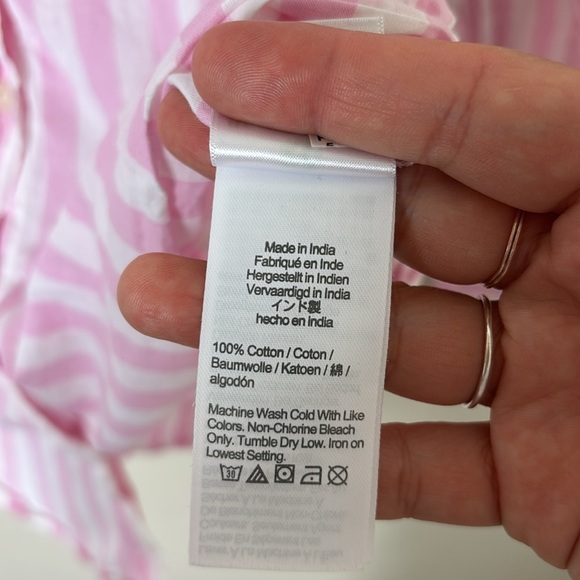 Made in India
Fabriqué en Inde
Hergestellt in Indien
Vervaardigd in India
インド製
hecho en india
100% Cotton / Coton /
Baumwolle / Katoen / 綿 /
algodón
Machine Wash Cold With Like
Colors. Non-Chlorine Bleach
Only. Tumble Dry Low. Iron on
Lowest Setting.
30